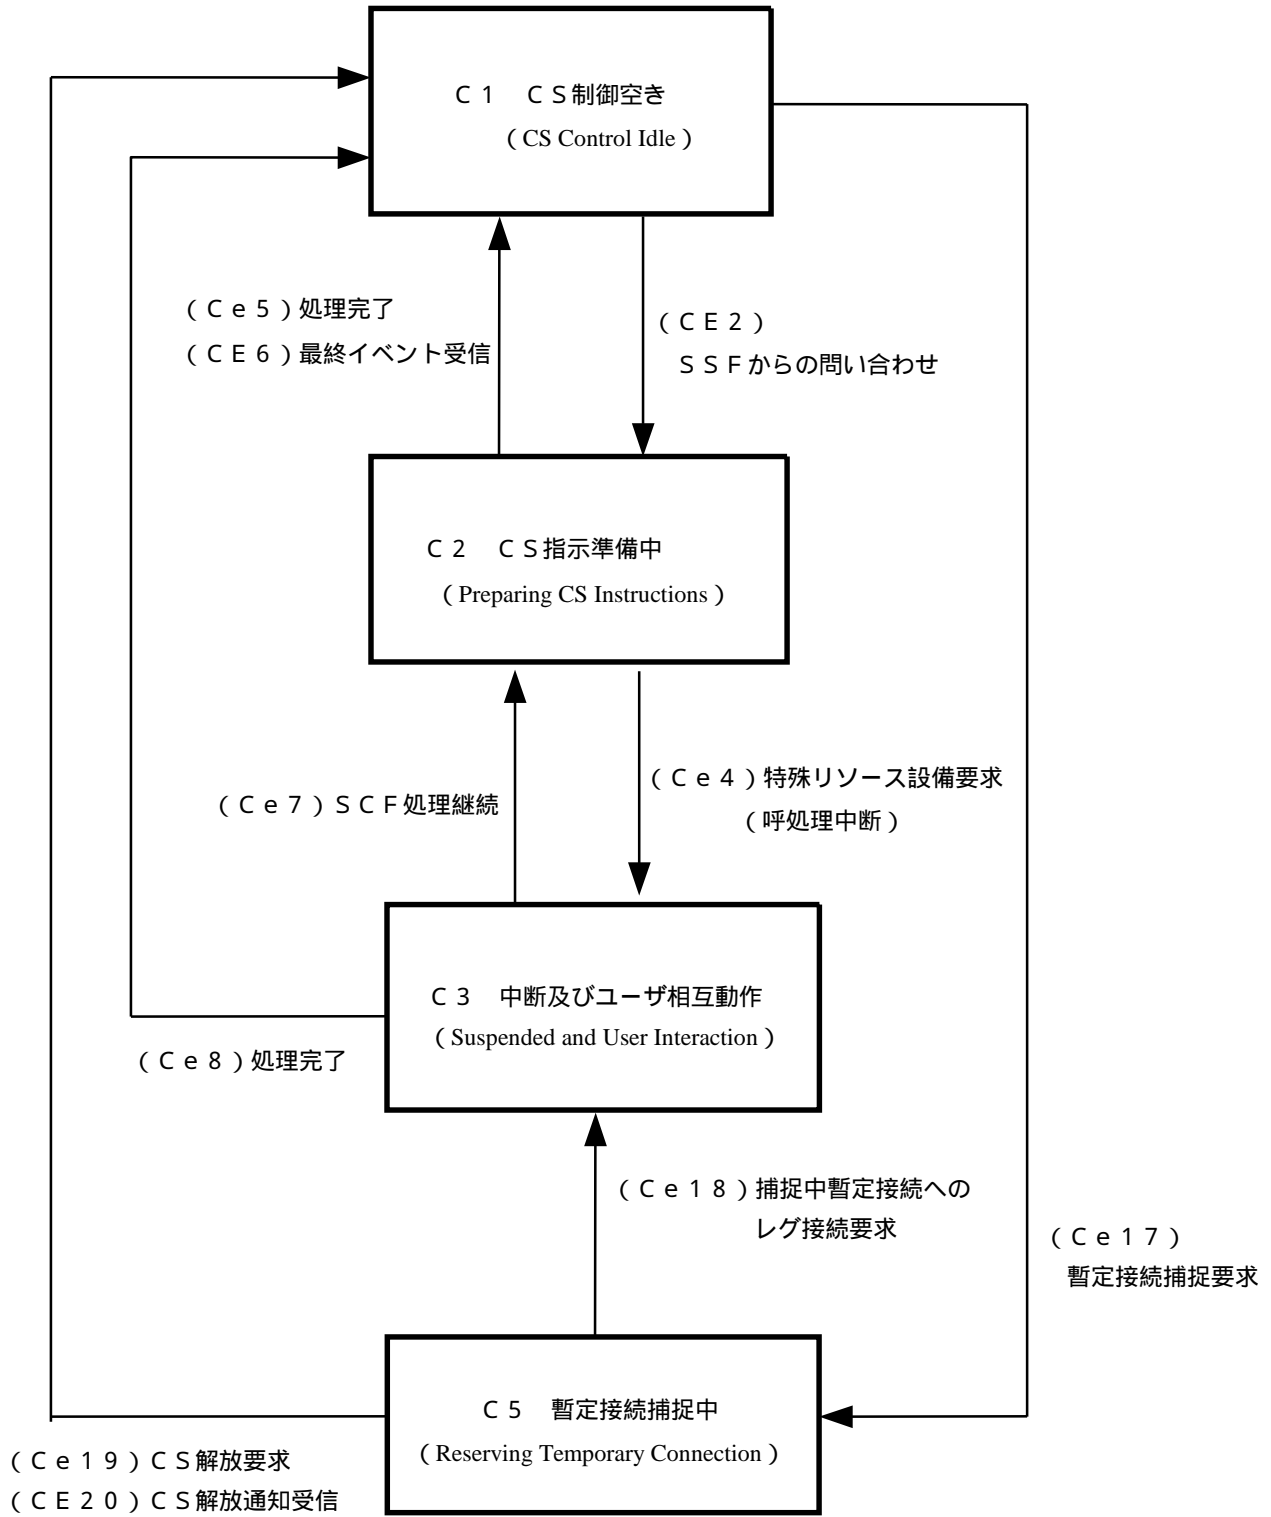 Ｃ１　ＣＳ制御空き
（CS Control Idle）
（Ｃｅ５）処理完了
（ＣＥ６）最終イベント受信
（ＣＥ２）
ＳＳＦからの問い合わせ
Ｃ２　ＣＳ指示準備中
（Preparing CS Instructions）
（Ｃｅ７）ＳＣＦ処理継続
（Ｃｅ４）特殊リソース設備要求
（呼処理中断）
Ｃ３　中断及びユーザ相互動作
（Suspended and User Interaction）
（Ｃｅ８）処理完了
（Ｃｅ１８）捕捉中暫定接続への
レグ接続要求
（Ｃｅ１７）
暫定接続捕捉要求
Ｃ５　暫定接続捕捉中
（Reserving Temporary Connection）
（Ｃｅ１９）ＣＳ解放要求
（ＣＥ２０）ＣＳ解放通知受信